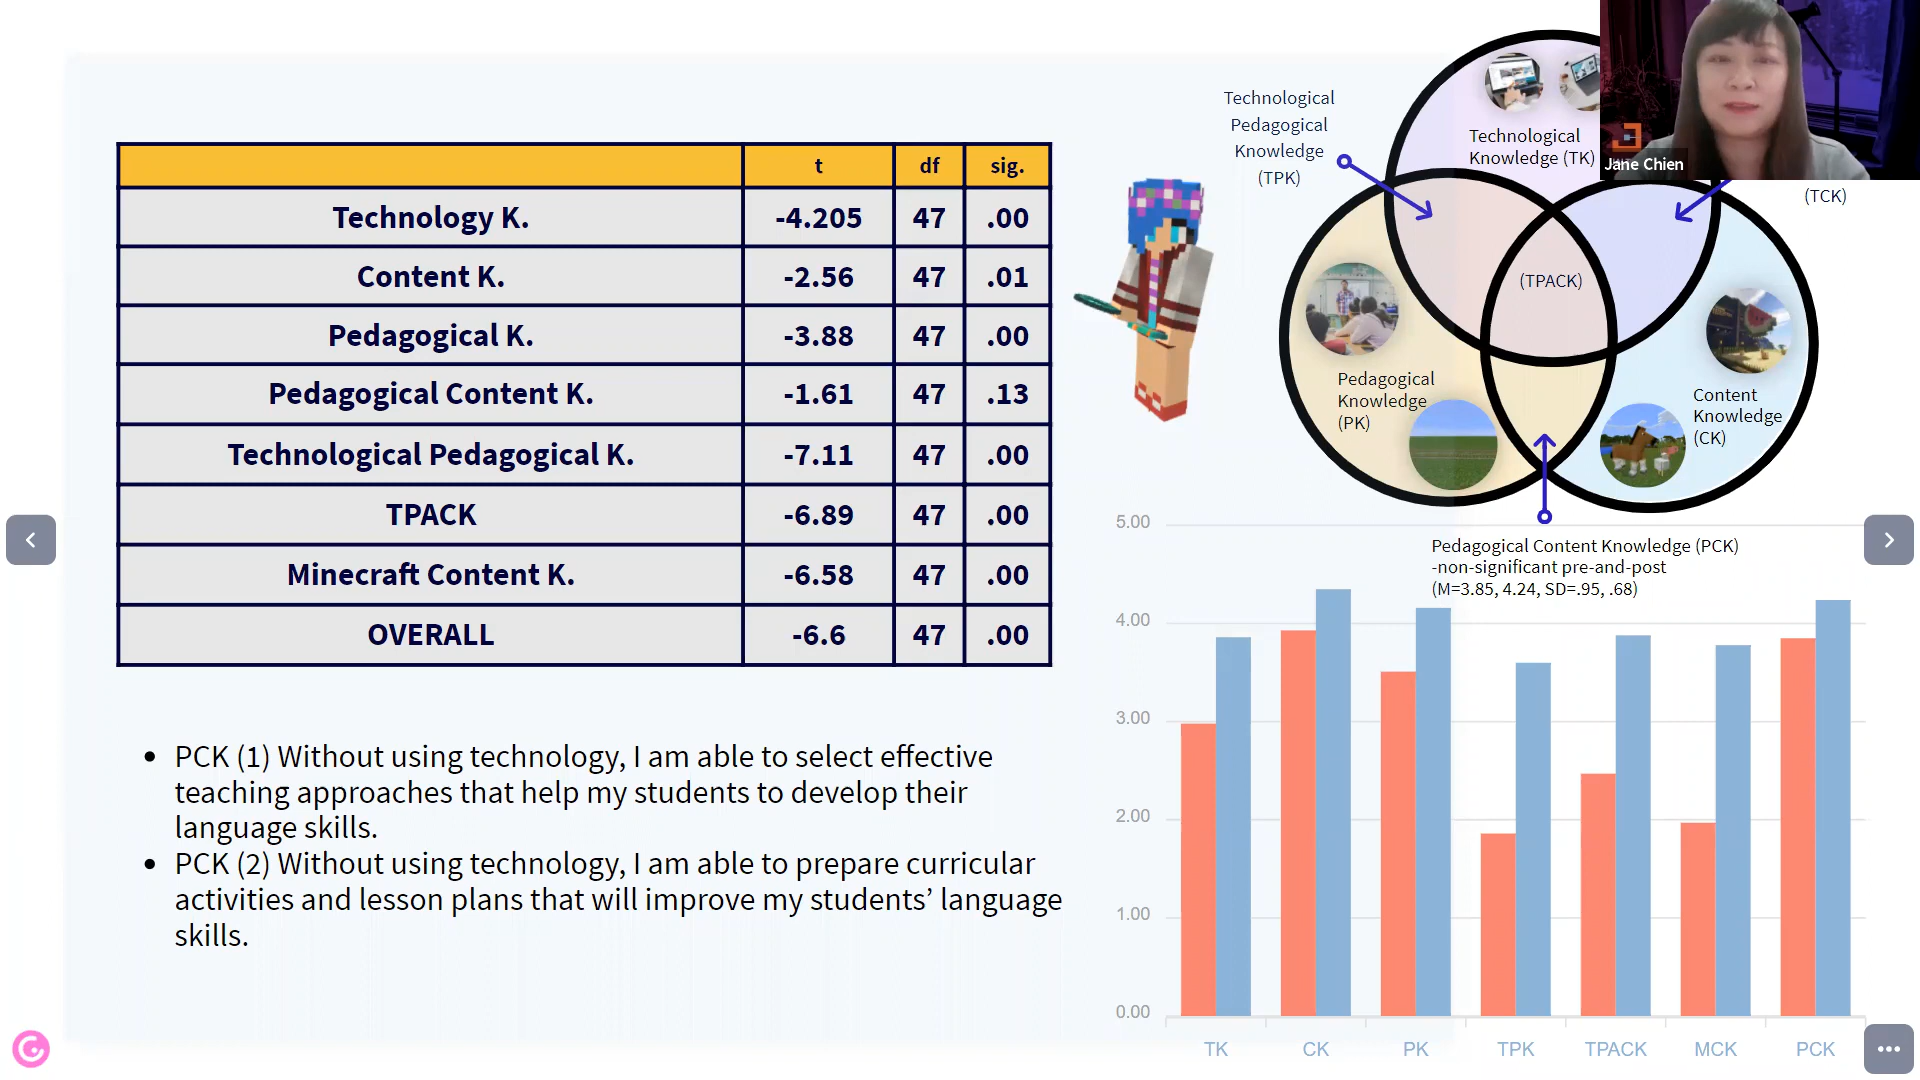 t df sig.
Technology K. -4.205 47 .00
Content K. -2.56 47 .01
Pedagogical K. -3.88 47 .00
Pedagogical Content K. -1.61 47 .13
Technological Pedagogical K. -7.11 47 .00
TPACK -6.89 47 .00
Minecraft Content K. -6.58 47 .00
OVERALL -6.6 47 .00
PCK (1) Without using technology, I am able to select effective
teaching approaches that help my students to develop their
language skills.
PCK (2) Without using technology, I am able to prepare curricular
activities and lesson plans that will improve my students’ language
skills.
Technological
Pedagogical
Knowledge
(TPK)
Technological
Knowledge (TK)
Jane Chien
(TCK)
(TPACK)
Pedagogical
Knowledge
(PK)
Content
Knowledge
(CK)
Pedagogical Content Knowledge (PCK)
-non-significant pre-and-post
(M=3.85, 4.24, SD=.95, .68)
5.00
4.00
3.00
2.00
1.00
0.00
TK CK PK TPK TPACK MCK PCK